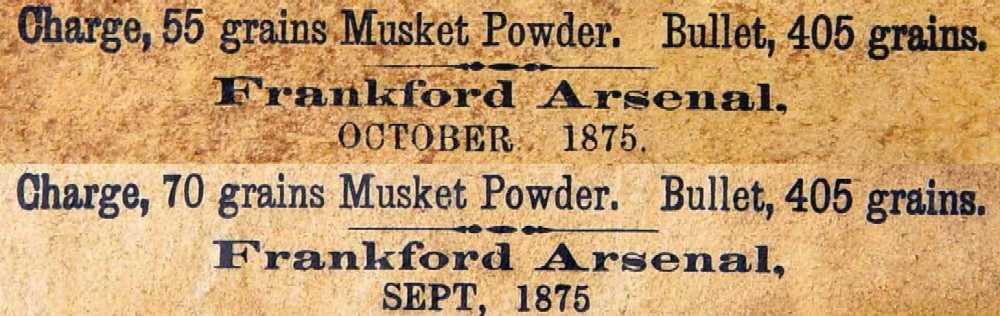 Charge, 55 grains Musket Powder. Bullet, 405 grains.
Frankford Arsenal,
OCTOBER 1875.
Charge, 70 grains Musket Powder. Bullet, 405 grains.
Frankford Arsenal,
SEPT, 1875